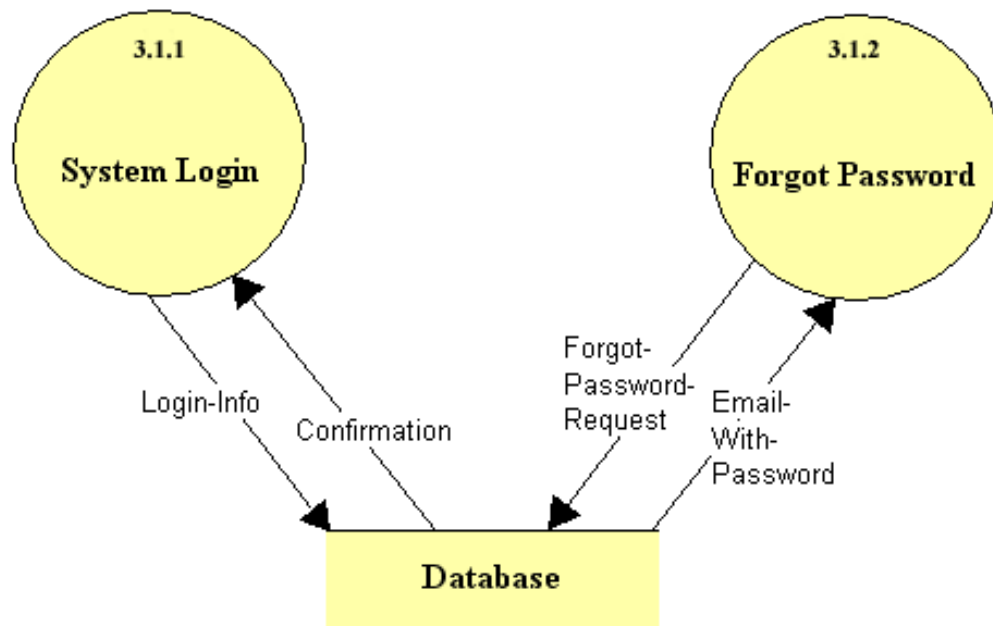 3.1.1
System Login
3.1.2
Forgot Password
Login-Info
Confirmation
Forgot-
Password-
Request
Email-
With-
Password
Database